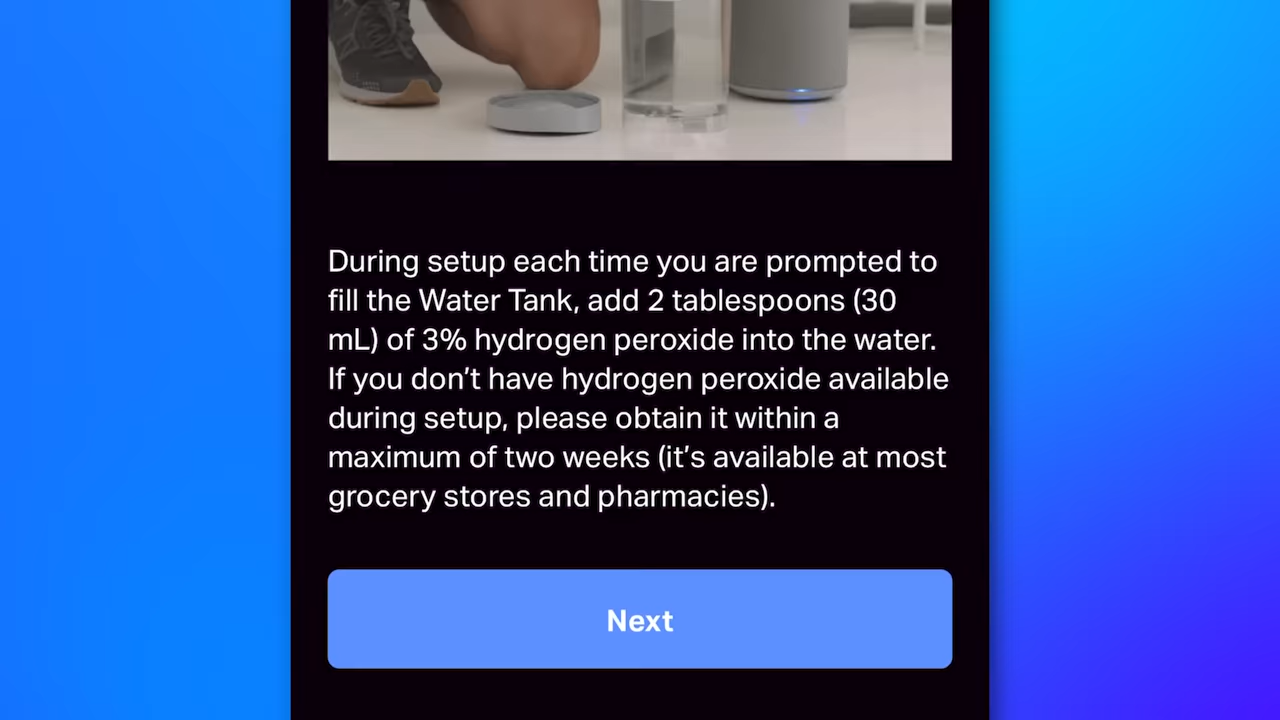 During setup each time you are prompted to
fill the Water Tank, add 2 tablespoons (30
mL) of 3% hydrogen peroxide into the water.
If you don’t have hydrogen peroxide available
during setup, please obtain it within a
maximum of two weeks (it’s available at most
grocery stores and pharmacies).
Next